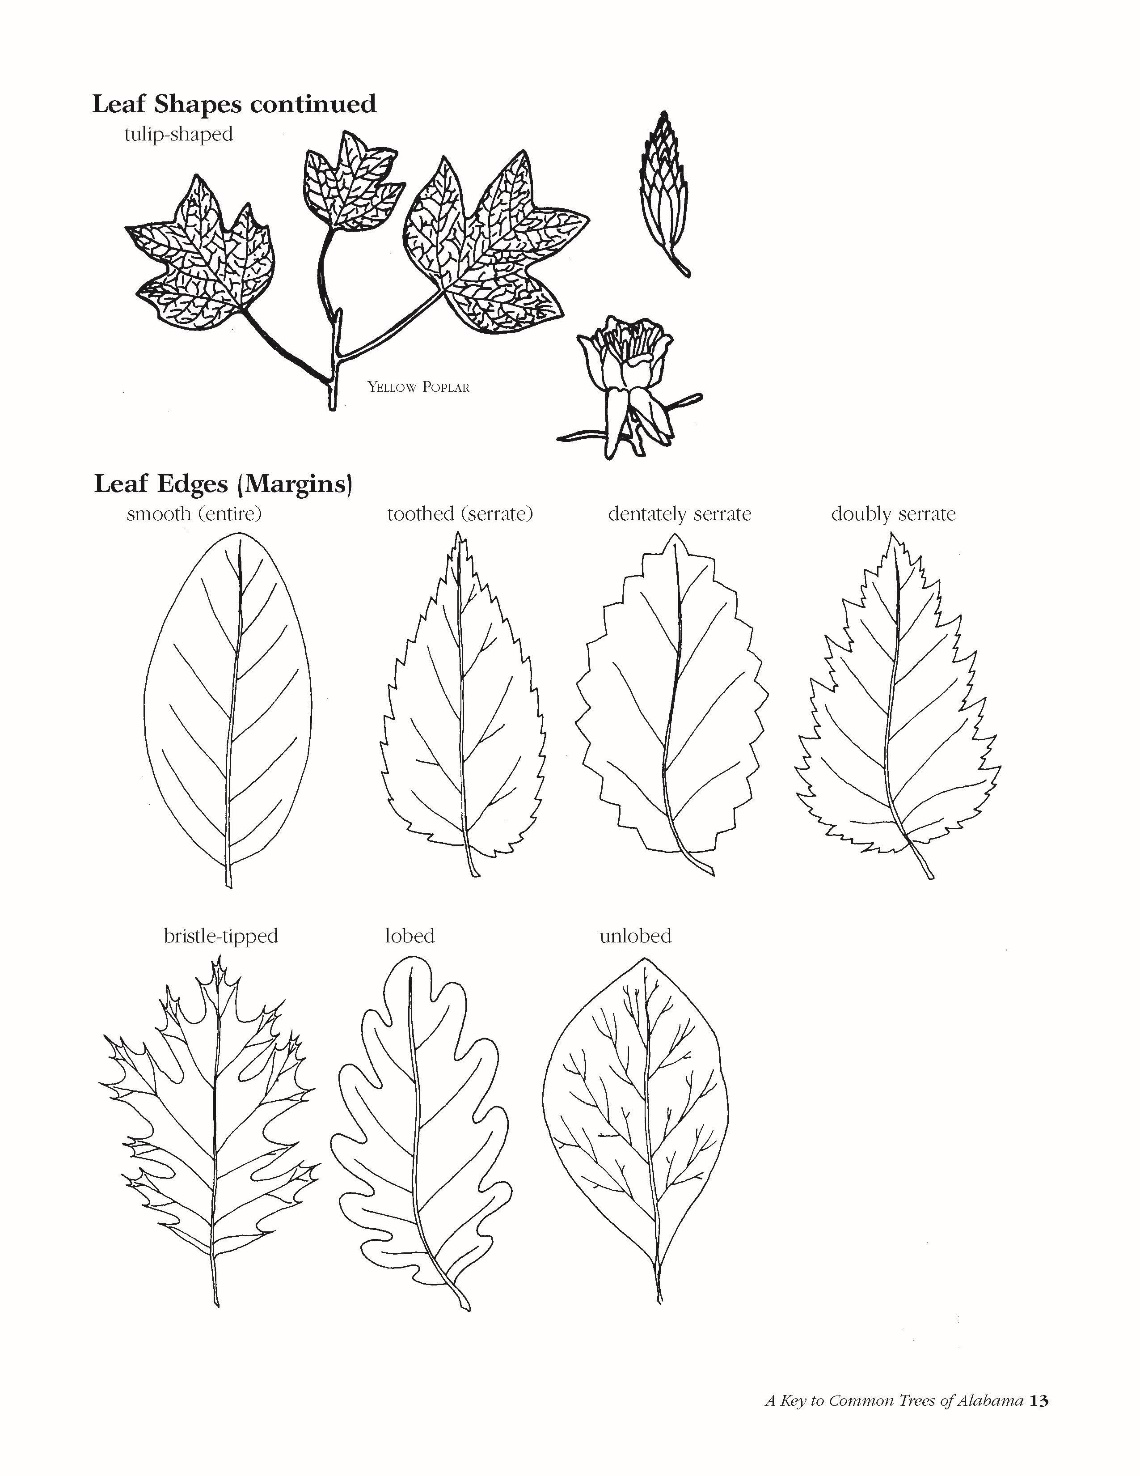 Leaf Shapes continued
tulip-shaped
Yellow Poplar
Leaf Edges (Margins)
smooth (entire)
toothed (serrate)
dentately serrate
doubly serrate
bristle-tipped
lobed
unlobed
A Key to Common Trees of Alabama 13